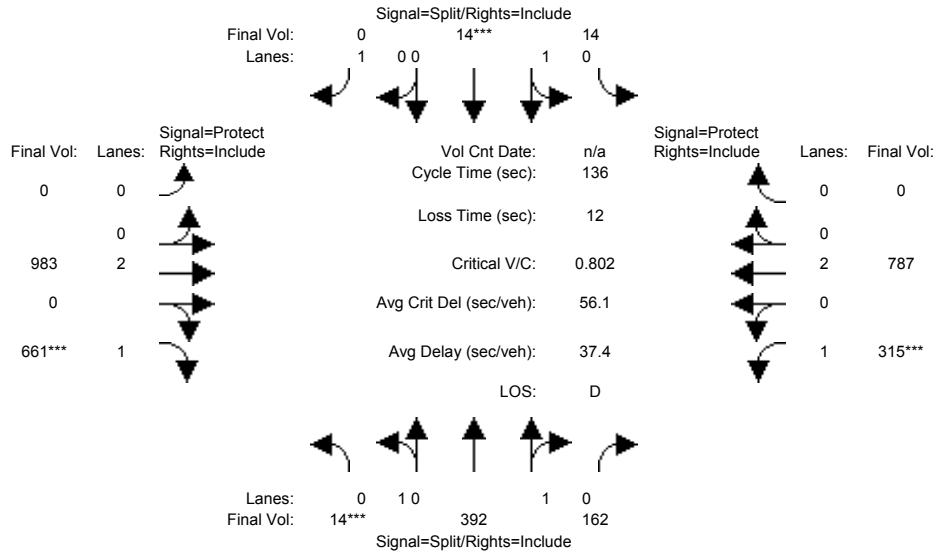 Signal=Split/Rights=Include
Final Vol: 0 14*** 14
Lanes: 1 0 0 1 0
Signal=Protect Signal=Protect
Final Vol: Lanes: Rights=Include Vol Cnt Date: n/a Rights=Include Lanes: Final Vol:
Cycle Time (sec): 136
0 0 0 0
Loss Time (sec): 12
0 0
983 2 Critical V/C: 0.802 2 787
0 Avg Crit Del (sec/veh): 56.1 0
661*** 1 Avg Delay (sec/veh): 37.4 1 315***
LOS: D
Lanes: 0 1 0 1 0
Final Vol: 14*** 392 162
Signal=Split/Rights=Include